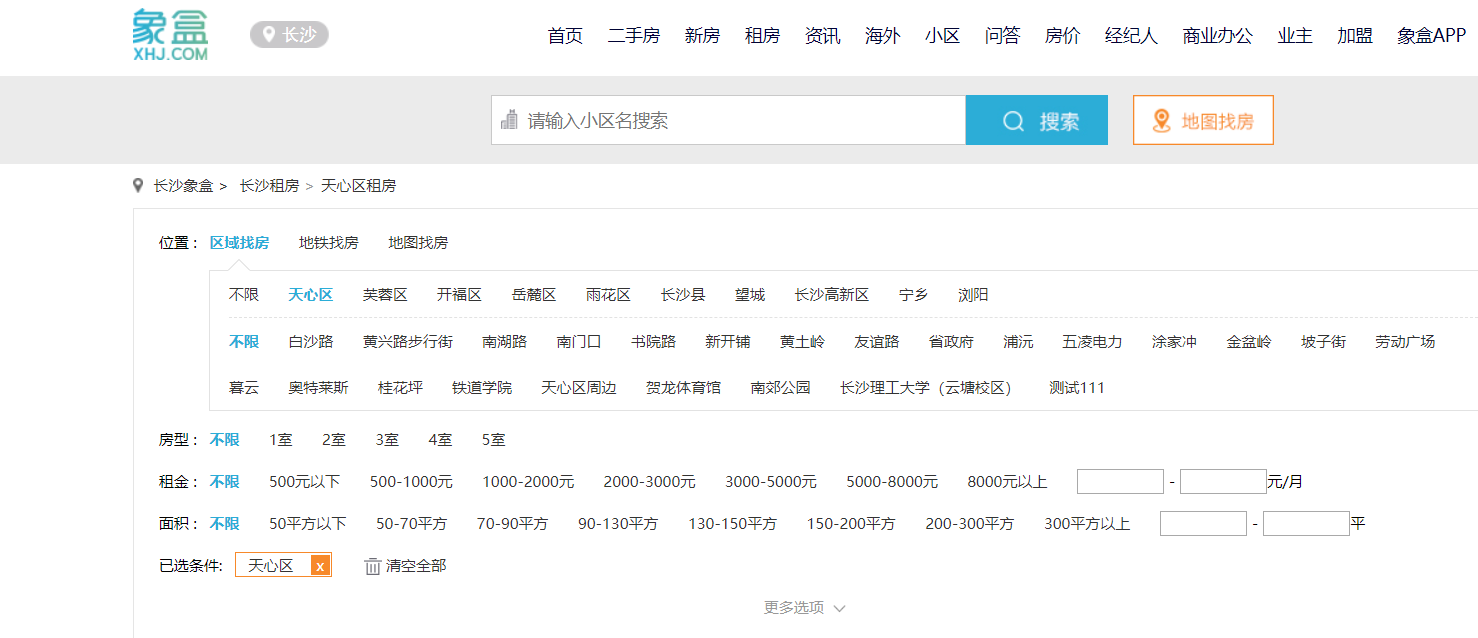 象盒
XHJ.COM
长沙
首页 二手房 新房 租房 资讯 海外 小区 问答 房价 经纪人 商业办公 业主 加盟 象盒APP
请输入小区名搜索 搜索 地图找房
长沙象盒 > 长沙租房 > 天心区租房
位置： 区域找房 地铁找房 地图找房
不限 天心区 芙蓉区 开福区 岳麓区 雨花区 长沙县 望城 长沙高新区 宁乡 浏阳
不限 白沙路 黄兴路步行街 南湖路 南门口 书院路 新开铺 黄土岭 友谊路 省政府 浦沅 五凌电力 涂家冲 金盆岭 坡子街 劳动广场
暮云 奥特莱斯 桂花坪 铁道学院 天心区周边 贺龙体育馆 南郊公园 长沙理工大学（云塘校区） 测试111
房型： 不限 1室 2室 3室 4室 5室
租金： 不限 500元以下 500-1000元 1000-2000元 2000-3000元 3000-5000元 5000-8000元 8000元以上 - 元/月
面积： 不限 50平方以下 50-70平方 70-90平方 90-130平方 130-150平方 150-200平方 200-300平方 300平方以上 - 平
已选条件: 天心区 x 清空全部
更多选项